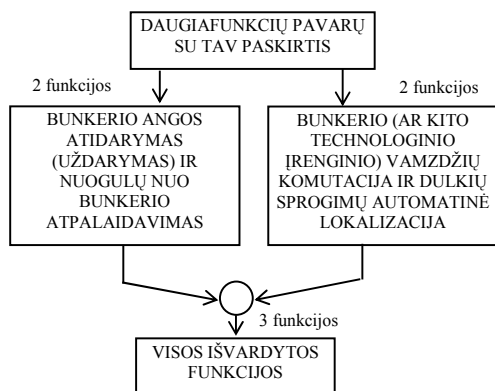 DAUGIAFUNKCIŲ PAVARŲ
SU TAV PASKIRTIS
2 funkcijos
2 funkcijos
BUNKERIO ANGOS
ATIDARYMAS
(UŽDARYMAS) IR
NUOGULŲ NUO
BUNKERIO
ATPALAIDAVIMAS
BUNKERIO (AR KITO
TECHNOLOGINIO
ĮRENGINIO) VAMZDŽIŲ
KOMUTACIJA IR DULKIŲ
SPROGIMŲ AUTOMATINĖ
LOKALIZACIJA
3 funkcijos
VISOS IŠVARDYTOS
FUNKCIJOS